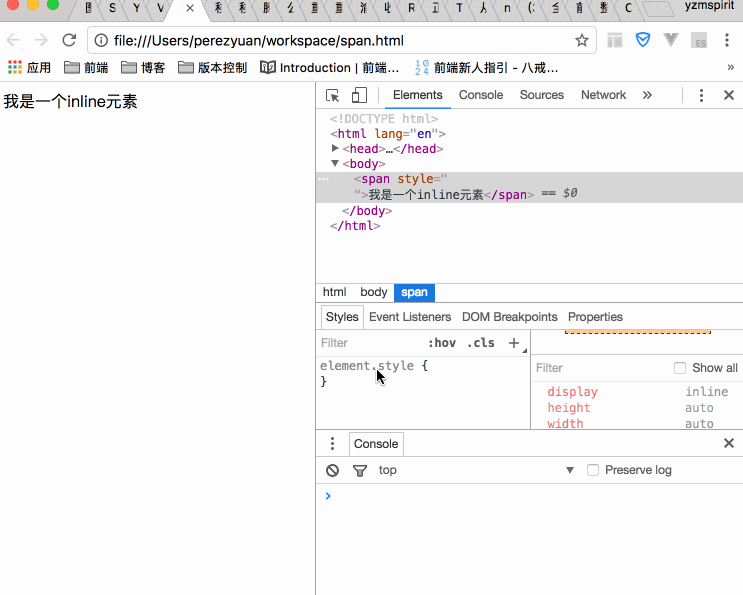 yzmspirit
file:///Users/perezyuan/workspace/span.html
应用 前端 博客 版本控制 Introduction | 前端... 前端新人指引 - 八戒...
我是一个inline元素
Elements Console Sources Network
<!DOCTYPE html>
<html lang="en">
<head>…</head>
<body>
<span style="
">我是一个inline元素</span> == $0
</body>
</html>
html body span
Styles Event Listeners DOM Breakpoints Properties
Filter :hov .cls +
element.style {
}
Filter Show all
display inline
height auto
width auto
Console
top Preserve log